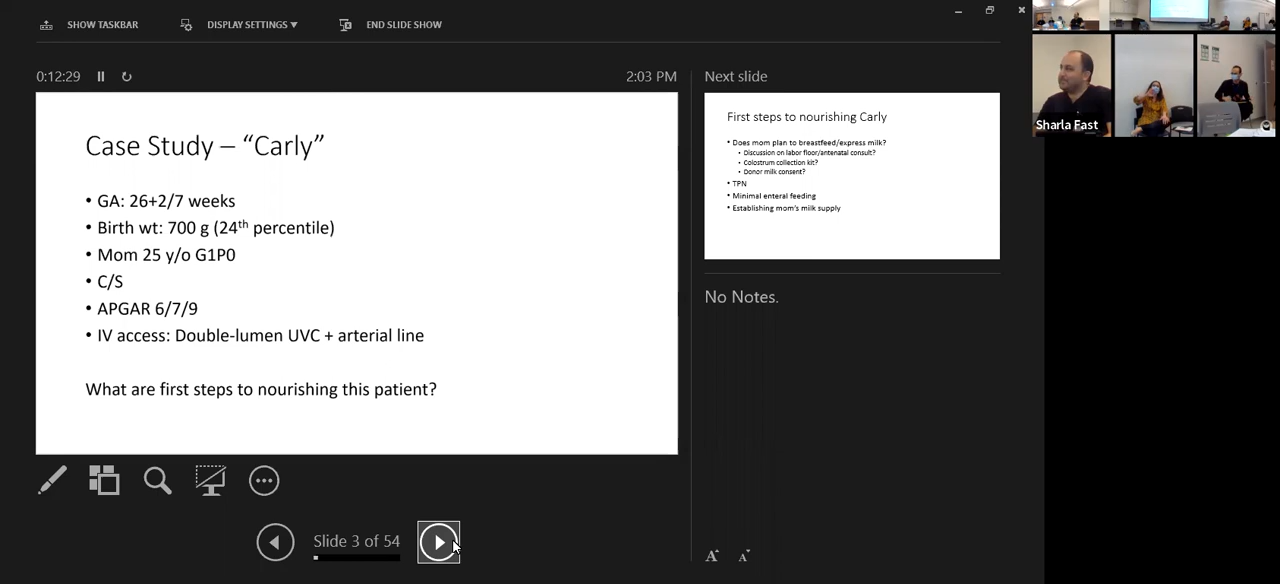 SHOW TASKBAR
DISPLAY SETTINGS ▼
END SLIDE SHOW
0:12:29
2:03 PM
Case Study – “Carly”
• GA: 26+2/7 weeks
• Birth wt: 700 g (24th percentile)
• Mom 25 y/o G1P0
• C/S
• APGAR 6/7/9
• IV access: Double-lumen UVC + arterial line
What are first steps to nourishing this patient?
Slide 3 of 54
Next slide
First steps to nourishing Carly
• Does mom plan to breastfeed/express milk?
• Discussion on labor floor/antenatal consult?
• Colostrum collection kit?
• Donor milk consent?
• TPN
• Minimal enteral feeding
• Establishing mom's milk supply
No Notes.
A A
Sharla Fast